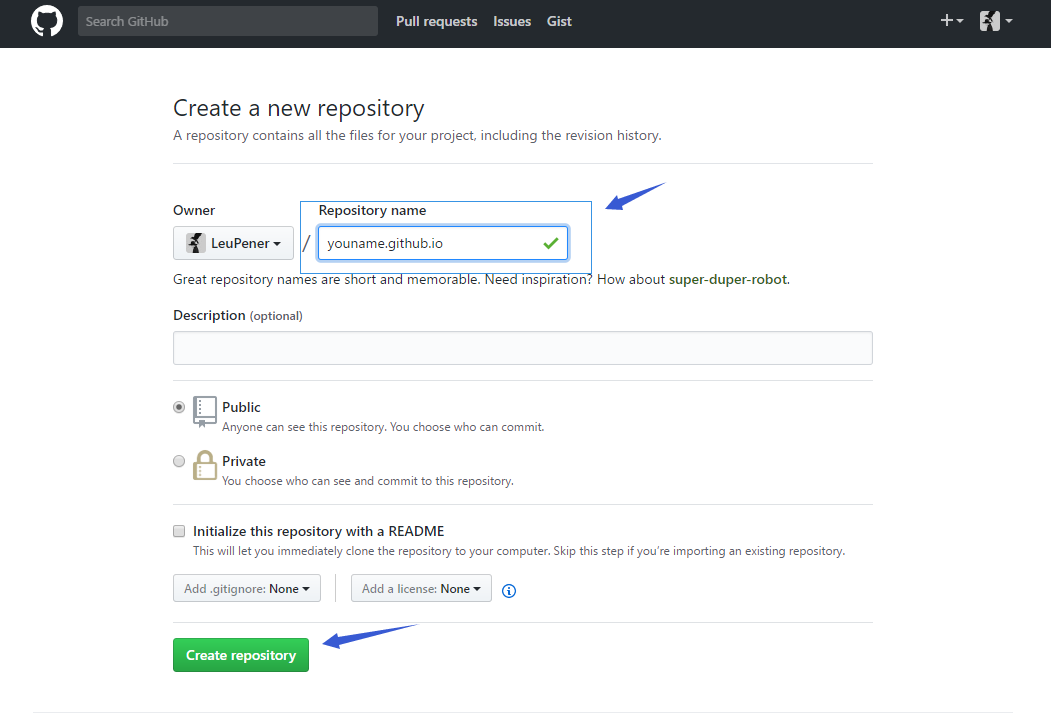 Search GitHub Pull requests Issues Gist
Create a new repository
A repository contains all the files for your project, including the revision history.
Owner Repository name
LeuPener / youname.github.io
Great repository names are short and memorable. Need inspiration? How about super-duper-robot.
Description (optional)
Public
Anyone can see this repository. You choose who can commit.
Private
You choose who can see and commit to this repository.
Initialize this repository with a README
This will let you immediately clone the repository to your computer. Skip this step if you’re importing an existing repository.
Add .gitignore: None Add a license: None
Create repository